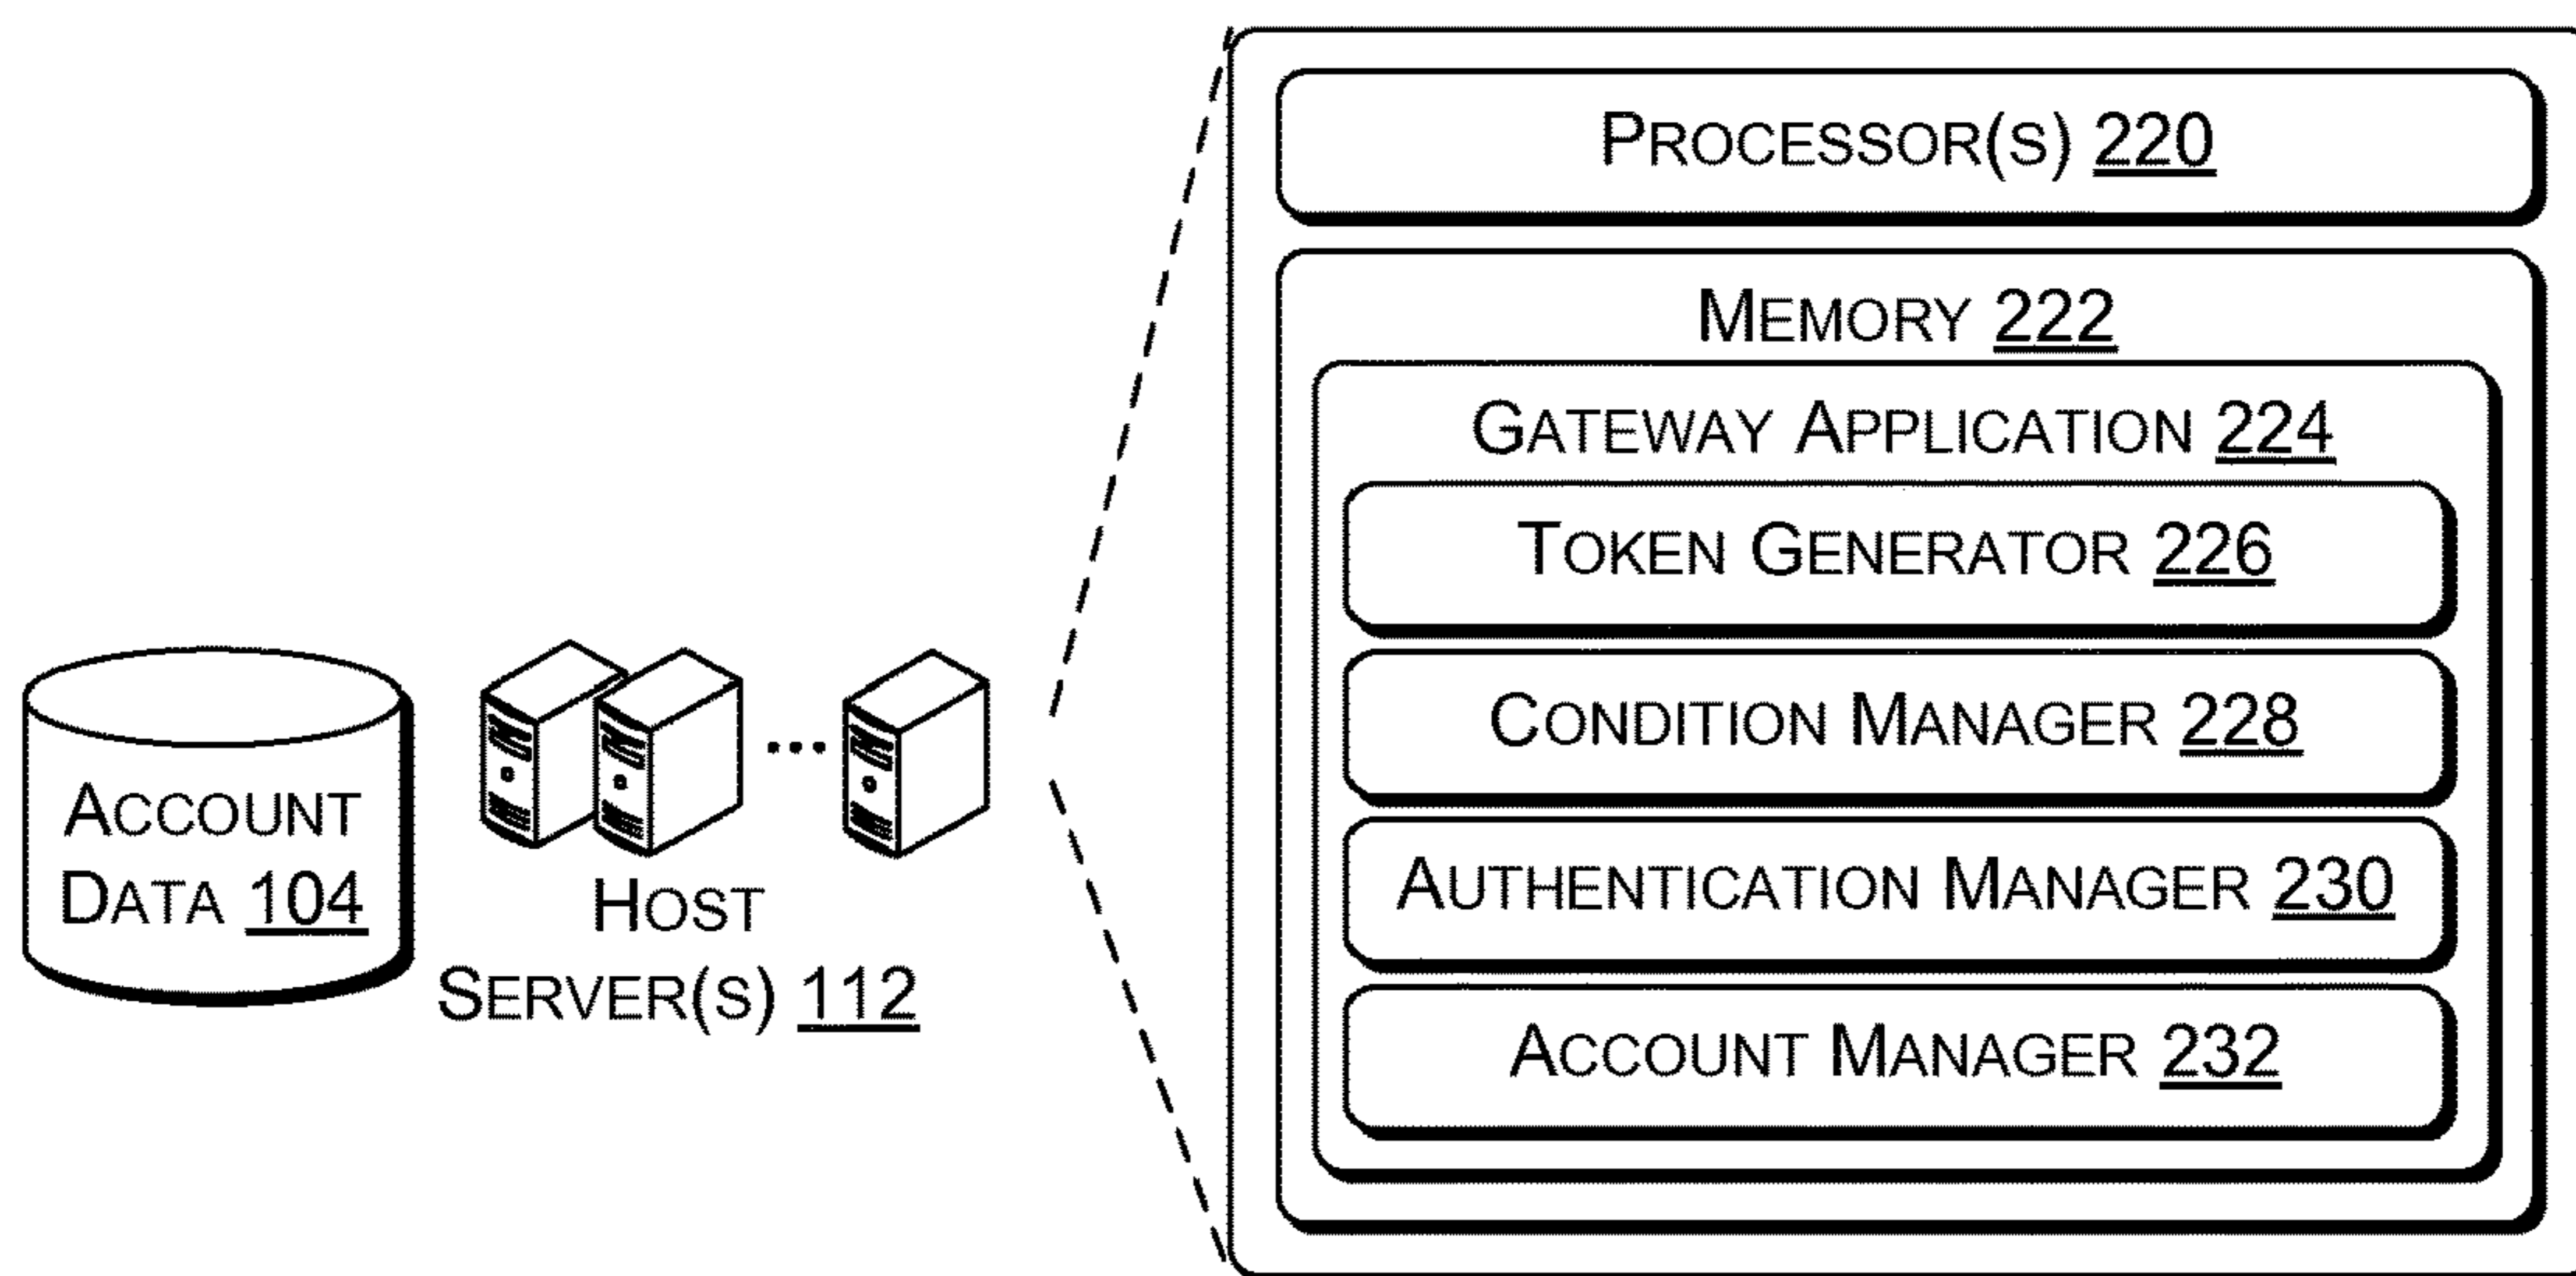 ACCOUNT
DATA 104
HOST
SERVER(S) 112
PROCESSOR(S) 220
MEMORY 222
GATEWAY APPLICATION 224
TOKEN GENERATOR 226
CONDITION MANAGER 228
AUTHENTICATION MANAGER 230
ACCOUNT MANAGER 232